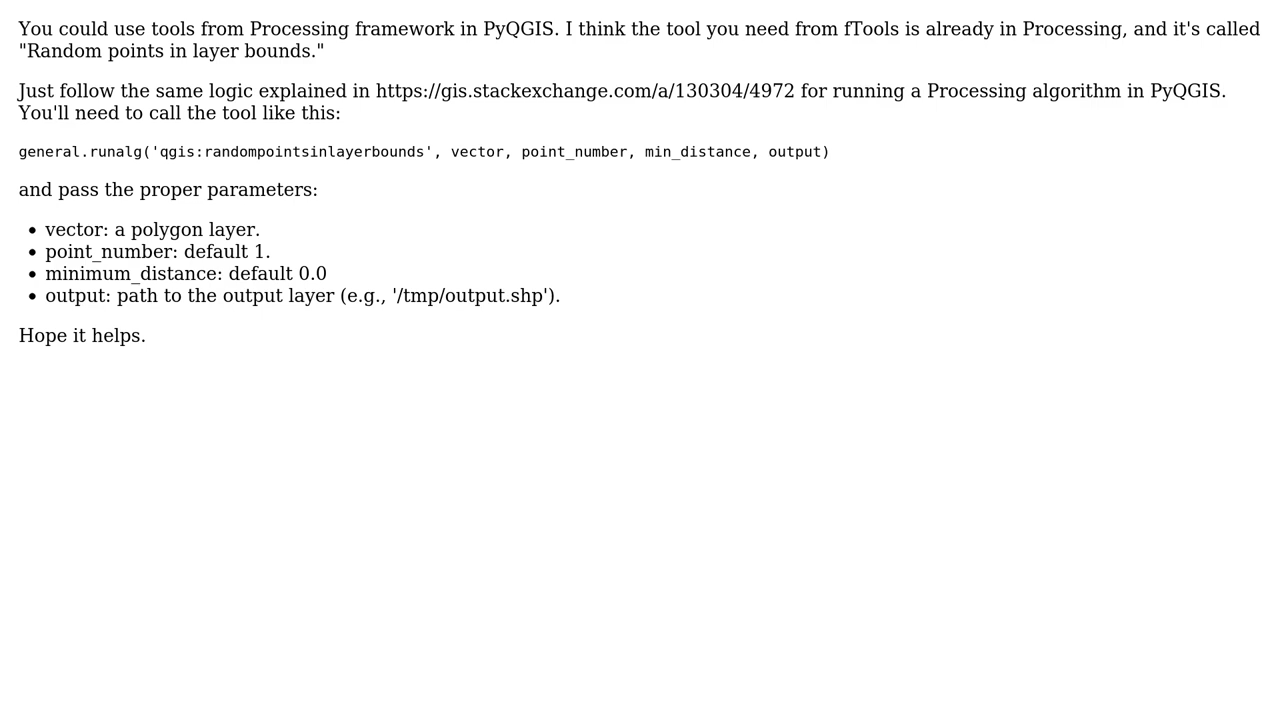 You could use tools from Processing framework in PyQGIS. I think the tool you need from fTools is already in Processing, and it's called
"Random points in layer bounds."
Just follow the same logic explained in https://gis.stackexchange.com/a/130304/4972 for running a Processing algorithm in PyQGIS.
You'll need to call the tool like this:
general.runalg('qgis:randompointsinlayerbounds', vector, point_number, min_distance, output)
and pass the proper parameters:
• vector: a polygon layer.
• point_number: default 1.
• minimum_distance: default 0.0
• output: path to the output layer (e.g., '/tmp/output.shp').
Hope it helps.